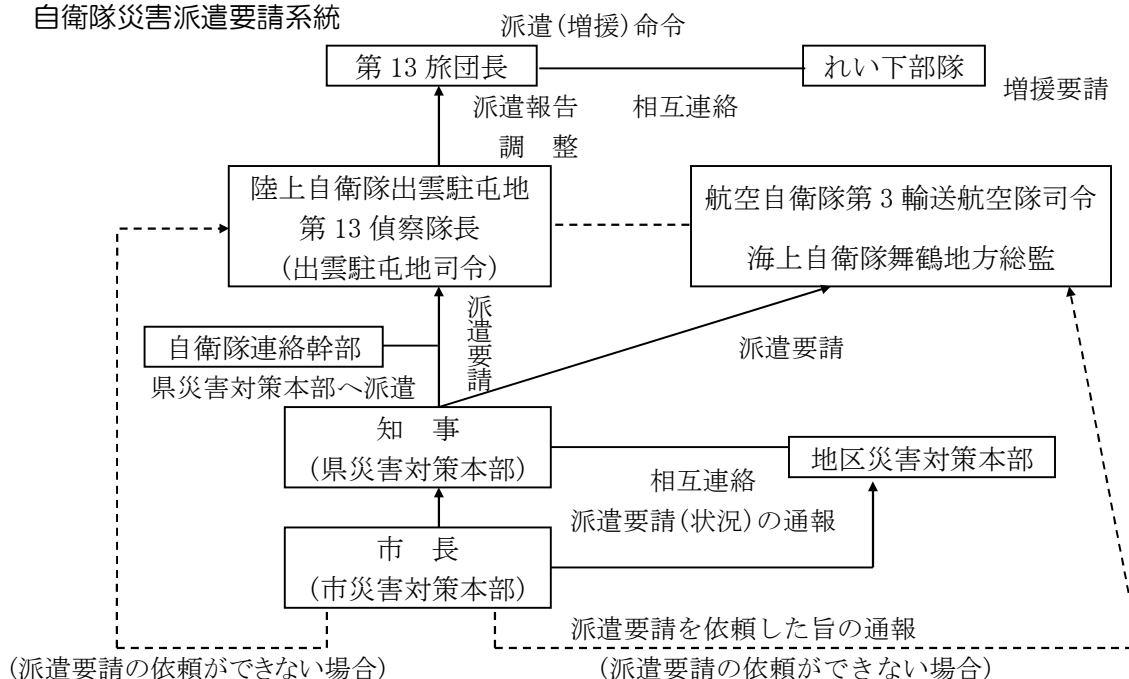 自衛隊災害派遣要請系統
派遣(増援)命令
第13旅団長
れい下部隊
増援要請
派遣報告
相互連絡
調　整
陸上自衛隊出雲駐屯地
第13偵察隊長
(出雲駐屯地司令)
航空自衛隊第3輸送航空隊司令
海上自衛隊舞鶴地方総監
派遣要請
自衛隊連絡幹部
県災害対策本部へ派遣
派遣要請
知　事
(県災害対策本部)
地区災害対策本部
相互連絡
派遣要請(状況)の通報
市　長
(市災害対策本部)
派遣要請を依頼した旨の通報
(派遣要請の依頼ができない場合)
(派遣要請の依頼ができない場合)